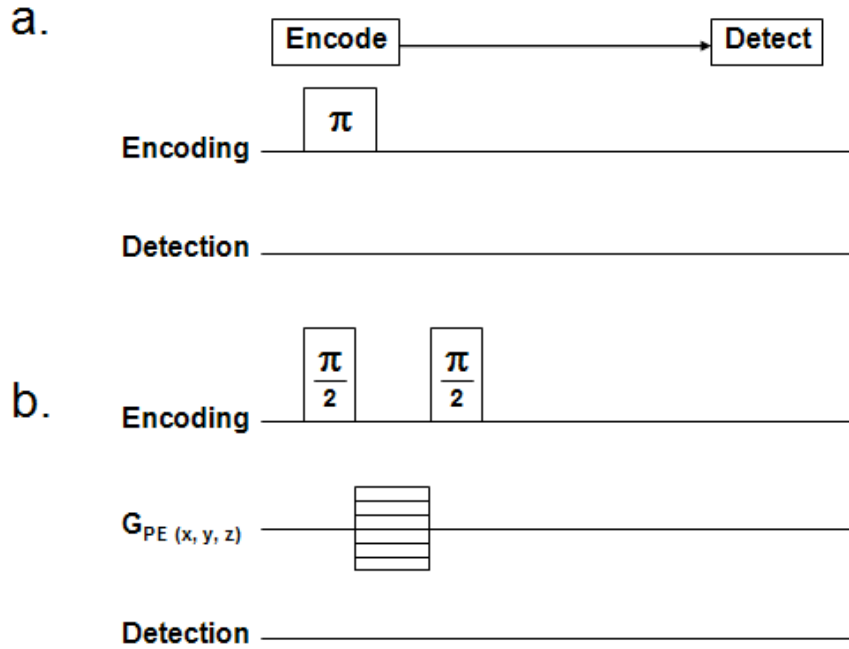 a.
Encode Detect
π
Encoding
Detection
π/2 π/2
b.
Encoding
GPE (x, y, z)
Detection